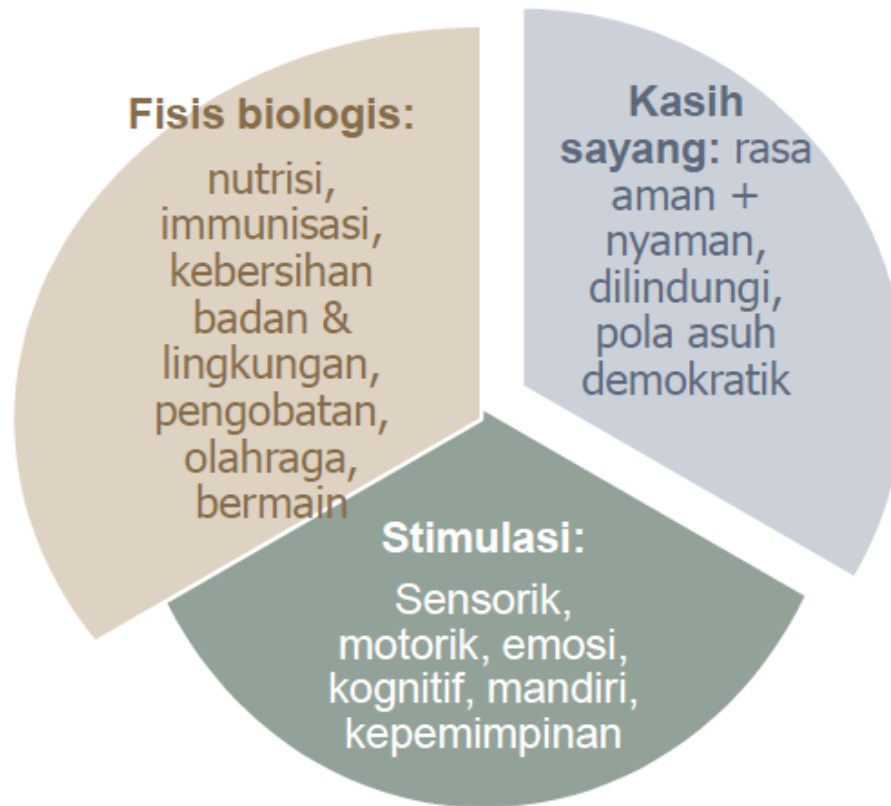 Fisis biologis:
nutrisi,
immunisasi,
kebersihan
badan &
lingkungan,
pengobatan,
olahraga,
bermain
Kasih
sayang: rasa
aman +
nyaman,
dilindungi,
pola asuh
demokratik
Stimulasi:
Sensorik,
motorik, emosi,
kognitif, mandiri,
kepemimpinan